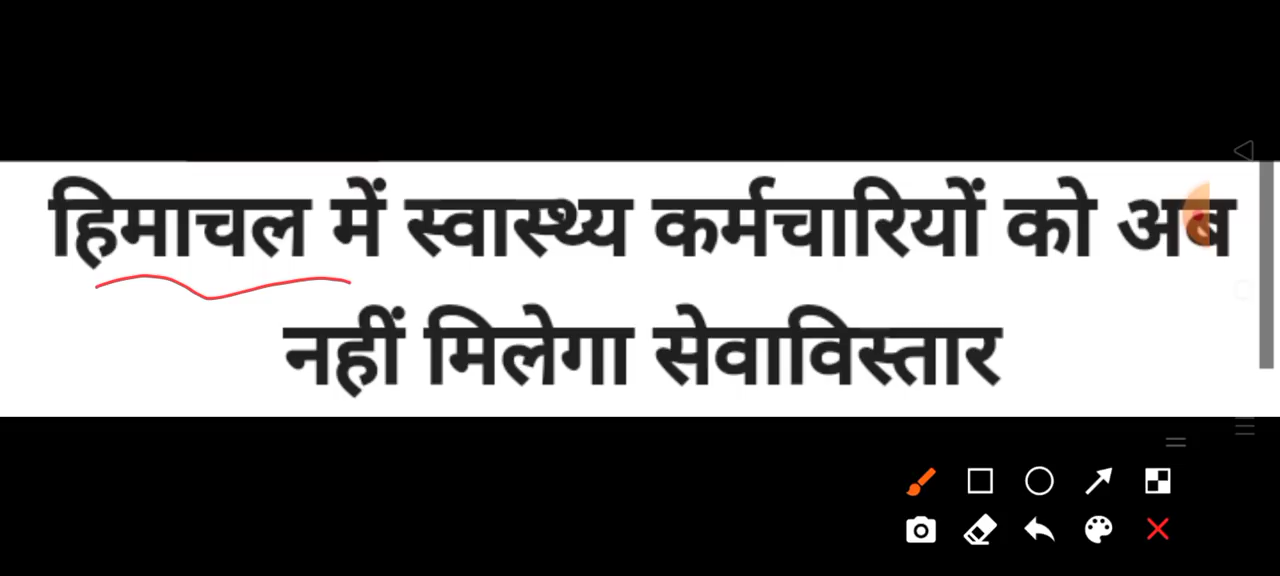 हिमाचल में स्वास्थ्य कर्मचारियों को अब
नहीं मिलेगा सेवाविस्तार